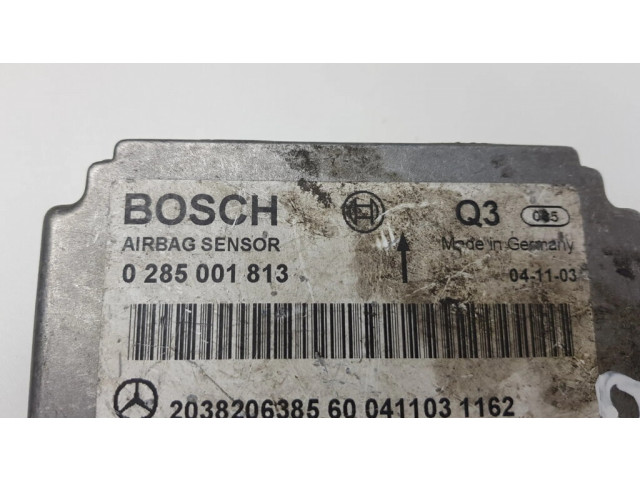 BOSCH Q3
AIRBAG SENSOR Made in Germany
0 285 001 813 04-11-03
2038206385 60 041103 1162